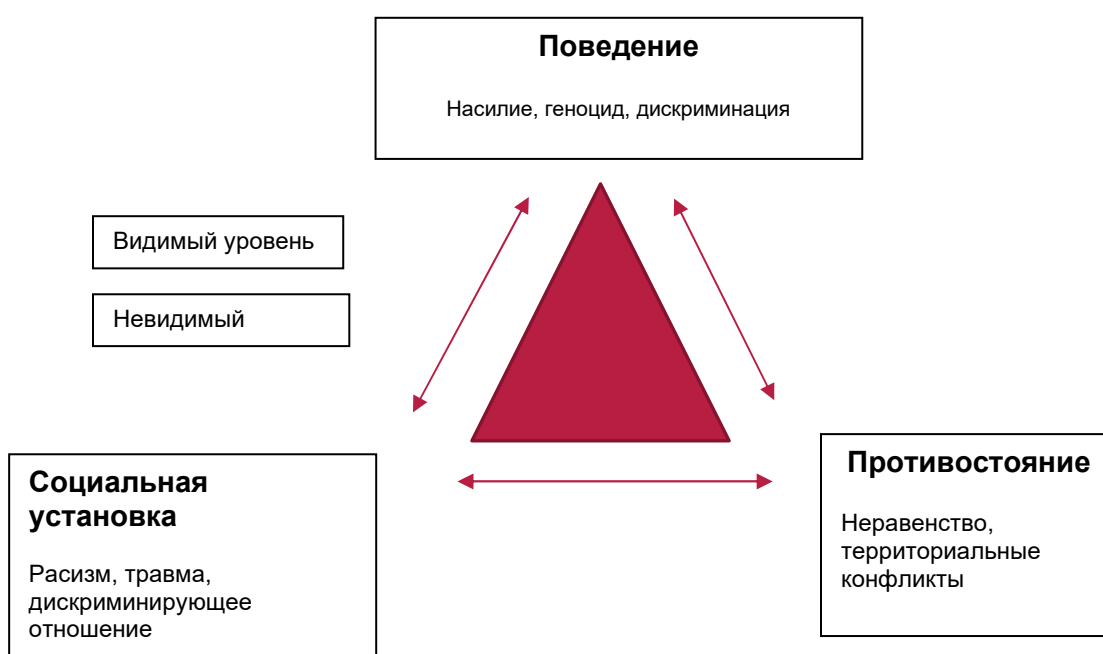 Поведение
Насилие, геноцид, дискриминация
Видимый уровень
Невидимый
Социальная
установка
Расизм, травма,
дискриминирующее
отношение
Противостояние
Неравенство,
территориальные
конфликты